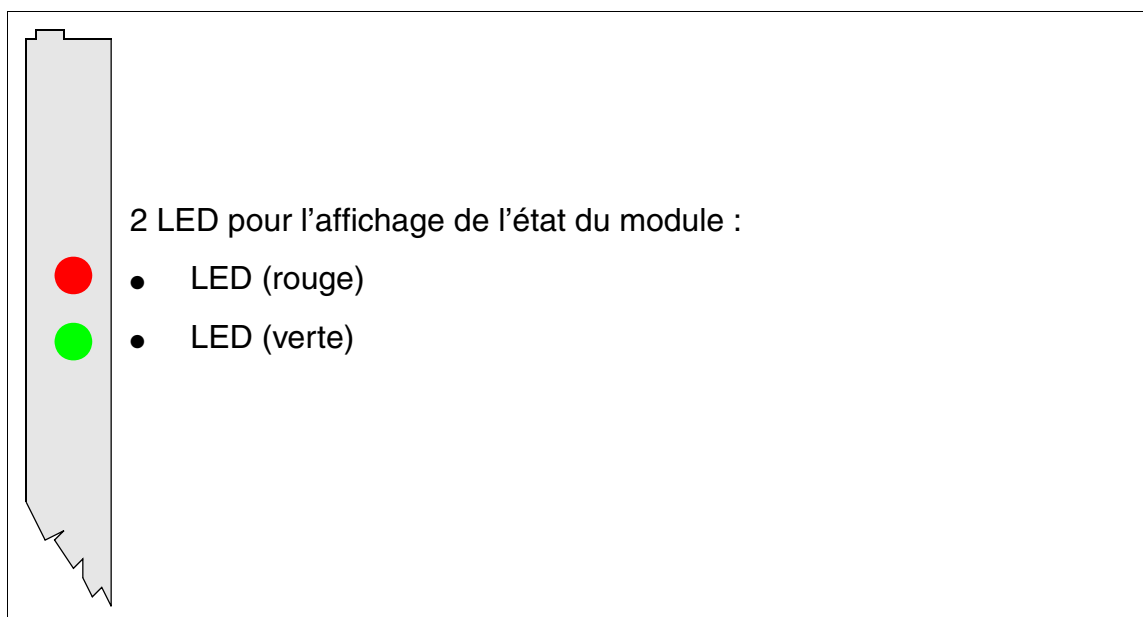 2 LED pour l’affichage de l’état du module :
● LED (rouge)
● LED (verte)